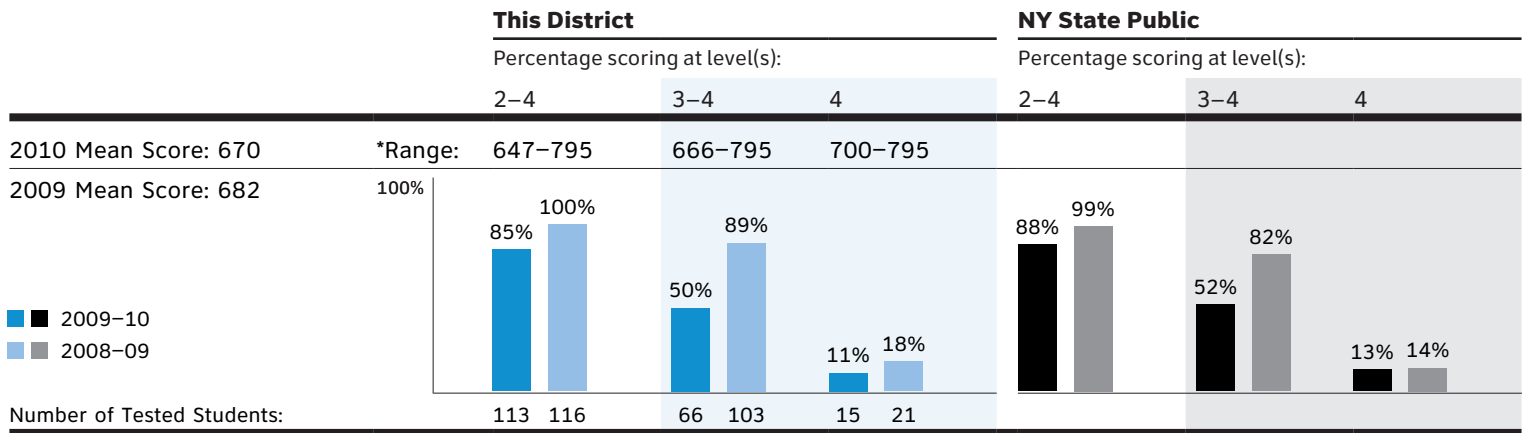 This District NY State Public
Percentage scoring at level(s): Percentage scoring at level(s):
2–4 3–4 4 2–4 3–4 4
2010 Mean Score: 670 *Range: 647–795 666–795 700–795
2009 Mean Score: 682 100%
85% 100% 50% 89% 11% 18% 88% 99% 52% 82% 13% 14%
2009–10
2008–09
Number of Tested Students: 113 116 66 103 15 21